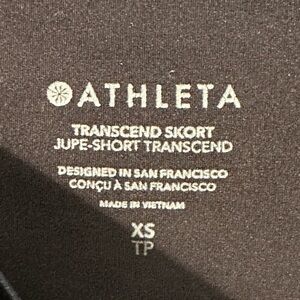 ATHLETA
TRANSCEND SKORT
JUPE-SHORT TRANSCEND
DESIGNED IN SAN FRANCISCO
CONÇU À SAN FRANCISCO
MADE IN VIETNAM
XS
TP